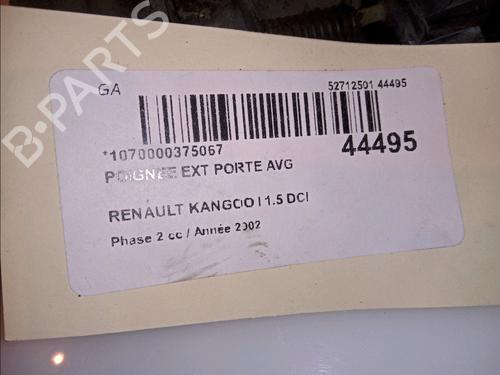 GA
52712501 44495
*1070000375067
44495
POIGNEE EXT PORTE AVG
RENAULT KANGOO I 1.5 DCI
Phase 2 cc / Année 2002
B-PARTS